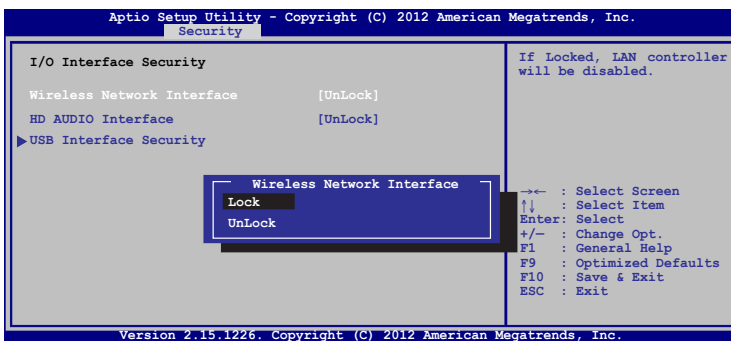 Aptio Setup Utility - Copyright (C) 2012 American Megatrends, Inc.
Security
I/O Interface Security
Wireless Network Interface [UnLock]
HD AUDIO Interface [UnLock]
▶USB Interface Security
If Locked, LAN controller
will be disabled.
Wireless Network Interface
Lock
UnLock
→← : Select Screen
↑↓ : Select Item
Enter: Select
+/— : Change Opt.
F1 : General Help
F9 : Optimized Defaults
F10 : Save & Exit
ESC : Exit
Version 2.15.1226. Copyright (C) 2012 American Megatrends, Inc.